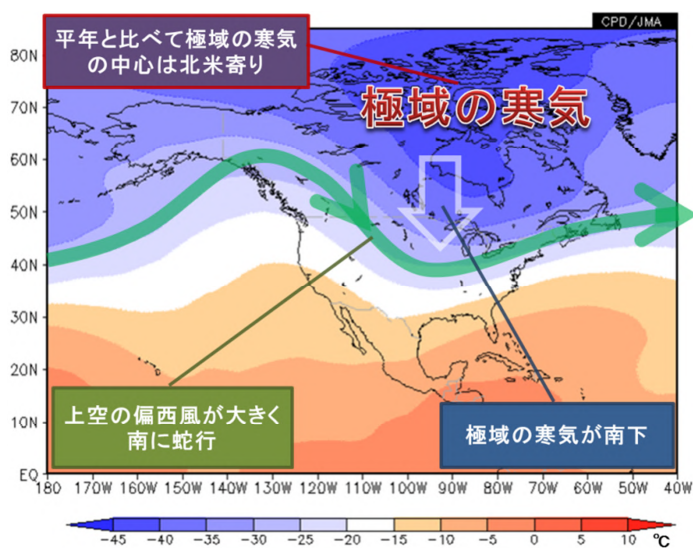 CPD/JMA
平年と比べて極域の寒気
の中心は北米寄り
極域の寒気
80N
70N
60N
50N
40N
30N
20N
10N
EQ
上空の偏西風が大きく
南に蛇行
極域の寒気が南下
180 170W 160W 150W 140W 130W 120W 110W 100W 90W 80W 70W 60W 50W 40W
-45 -40 -35 -30 -25 -20 -15 -10 -5 0 5 10 ℃